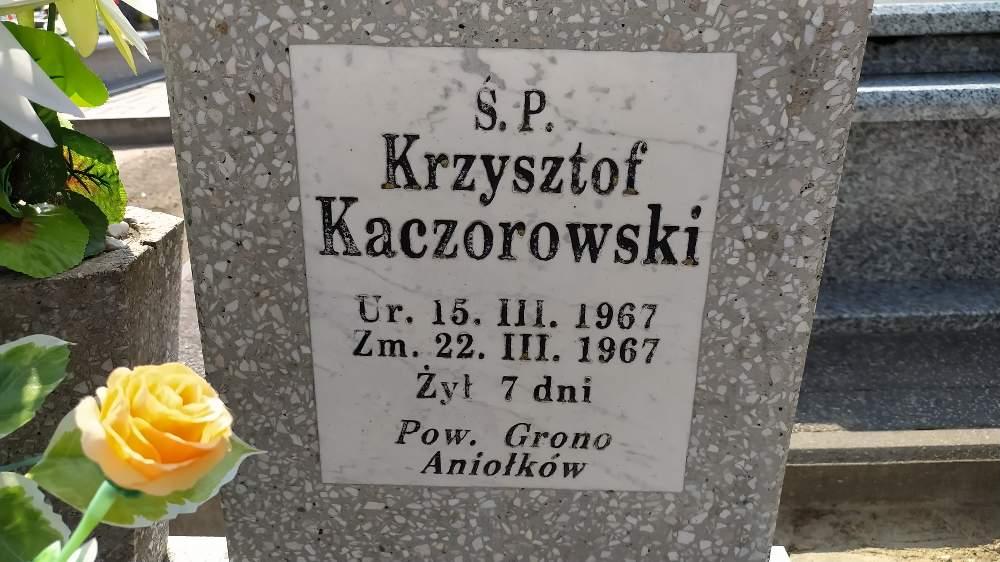 Ś. P.
Krzysztof
Kaczorowski
Ur. 15. III. 1967
Zm. 22. III. 1967
Żył 7 dni
Pow. Grono
Aniołków